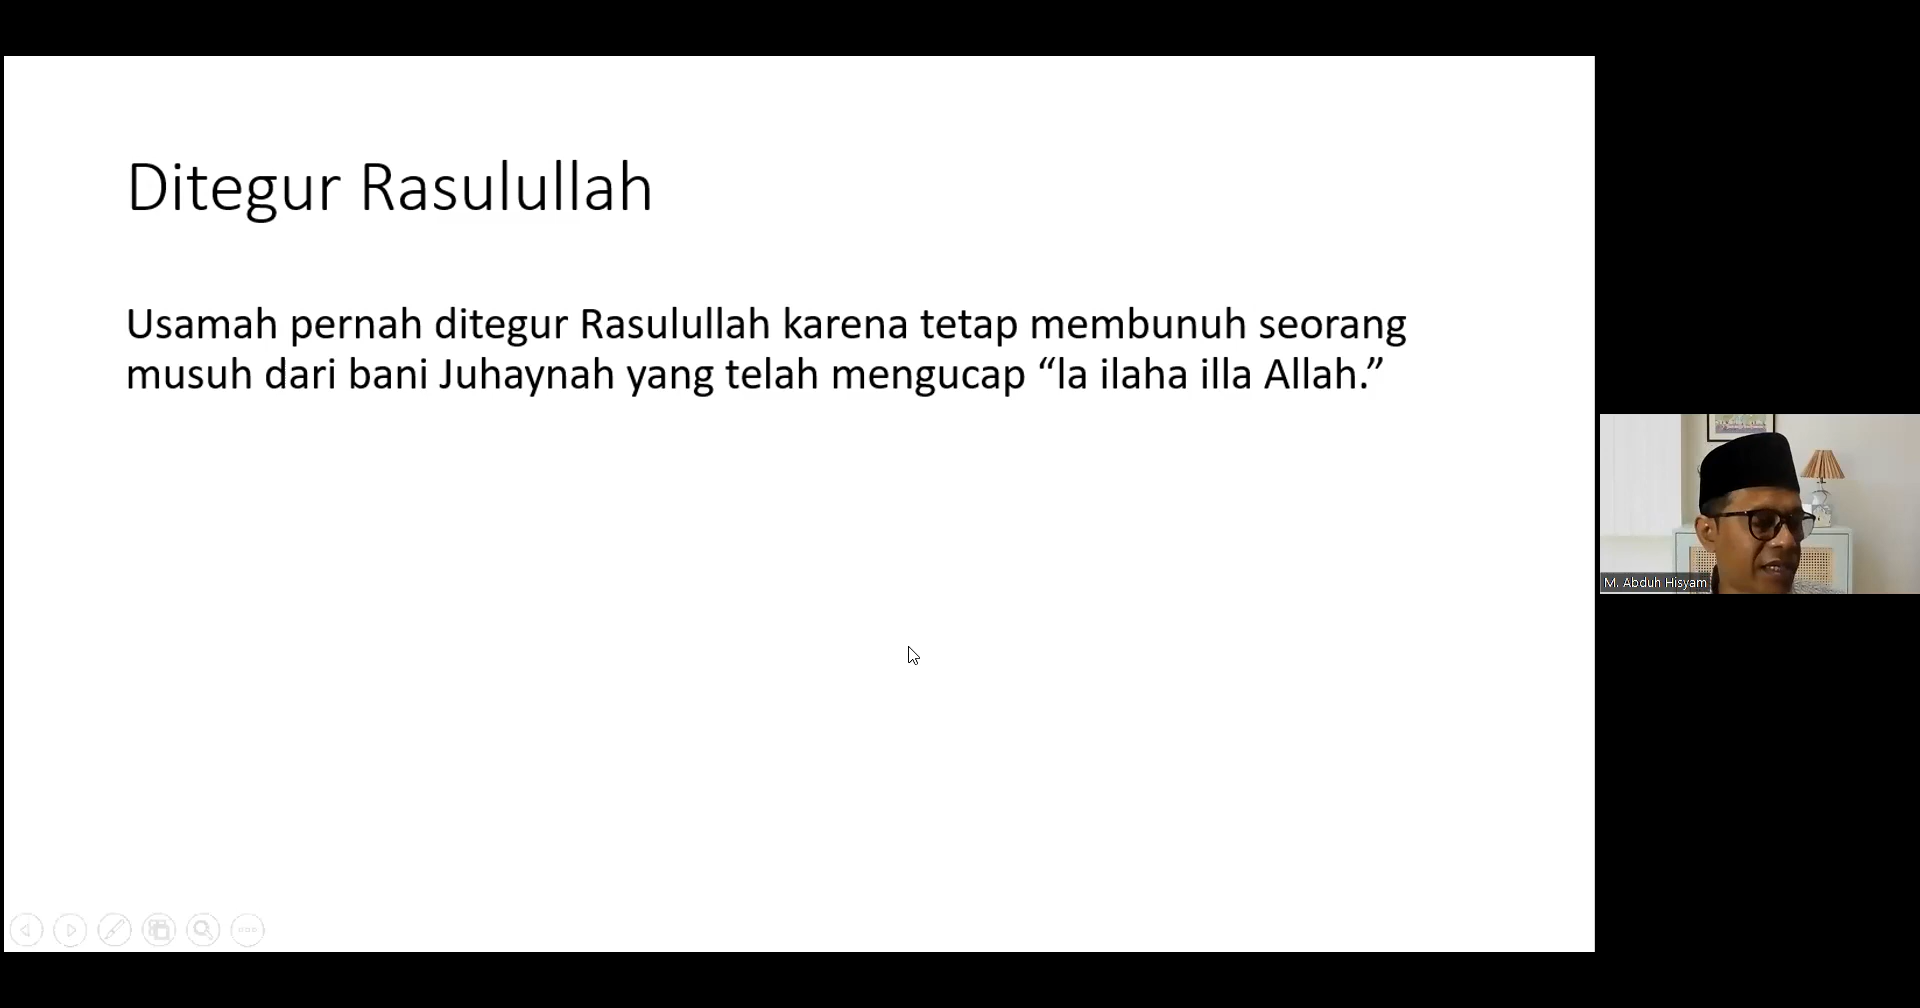 Ditegur Rasulullah
Usamah pernah ditegur Rasulullah karena tetap membunuh seorang
musuh dari bani Juhaynah yang telah mengucap “la ilaha illa Allah.”
M. Abduh Hisyam